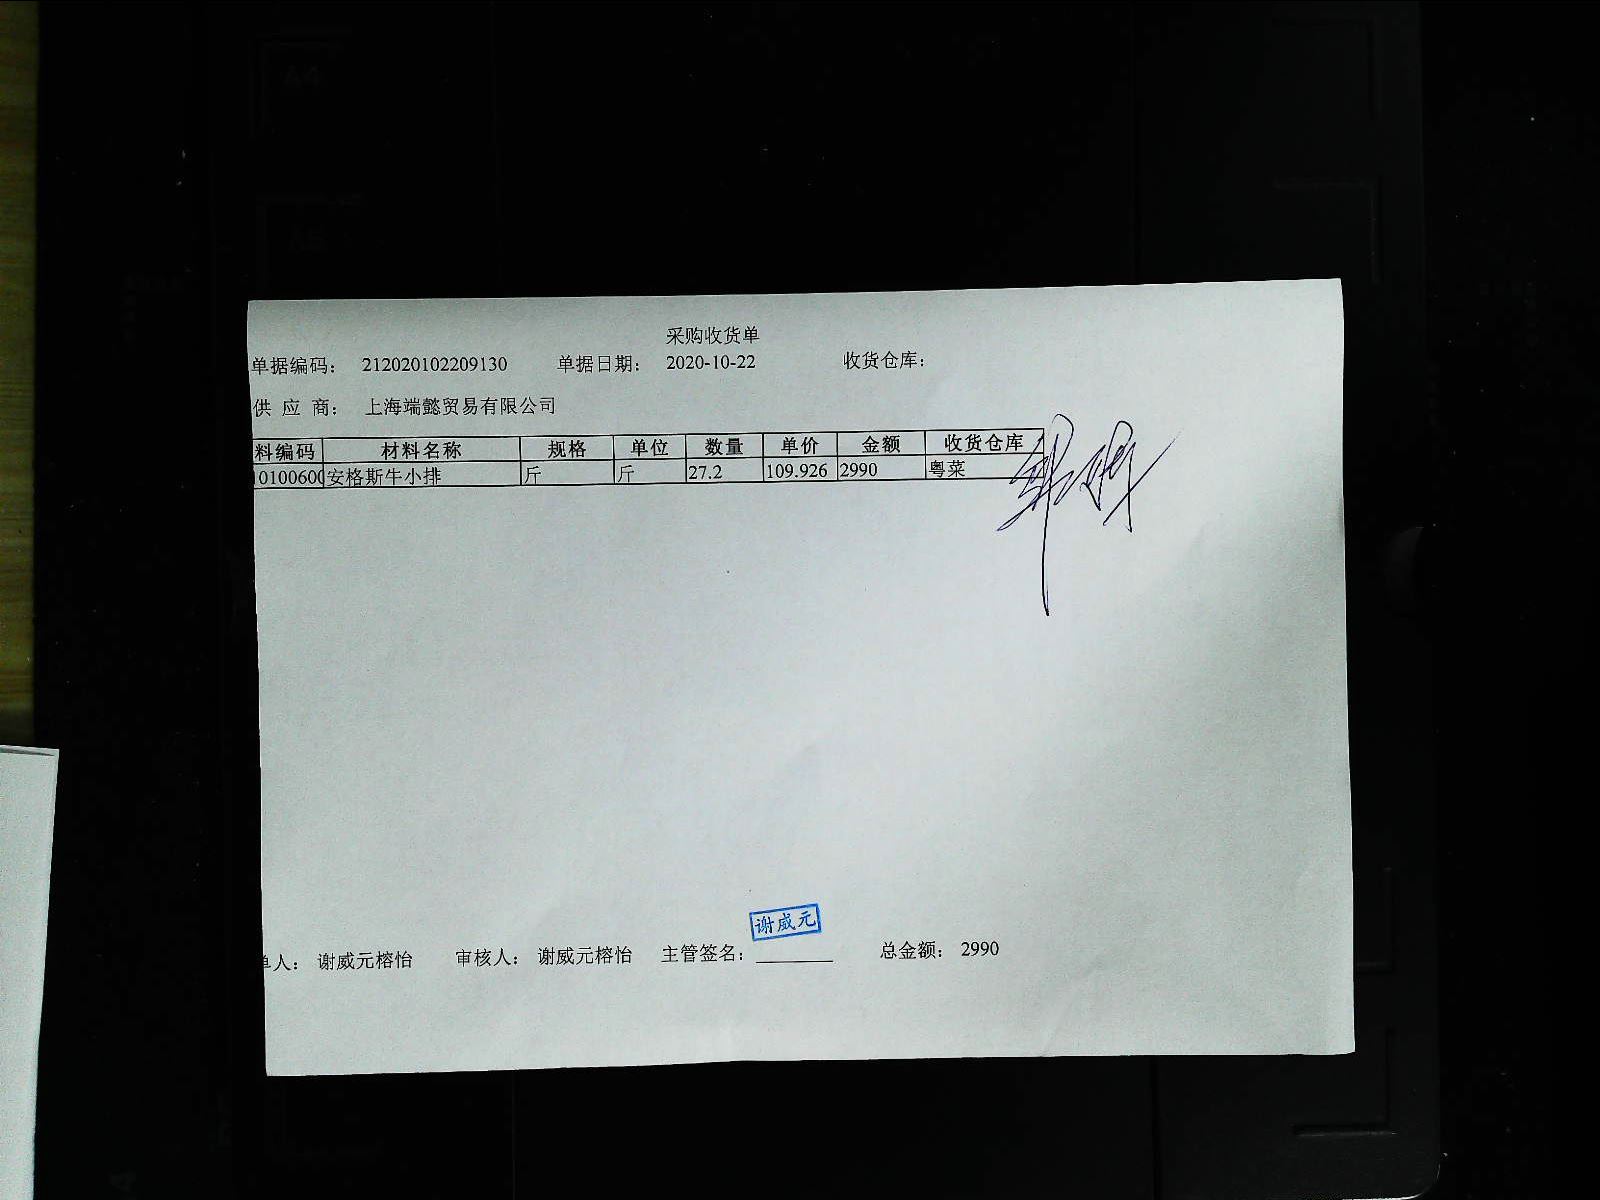 采购收货单
单据编码： 212020102209130 单据日期： 2020-10-22 收货仓库：
供 应 商： 上海端懿贸易有限公司
料编码 材料名称 规格 单位 数量 单价 金额 收货仓库
0100600 安格斯牛小排 斤 斤 27.2 109.926 2990 粤菜
谢威元
单人： 谢威元榕怡 审核人： 谢威元榕怡 主管签名： 总金额： 2990